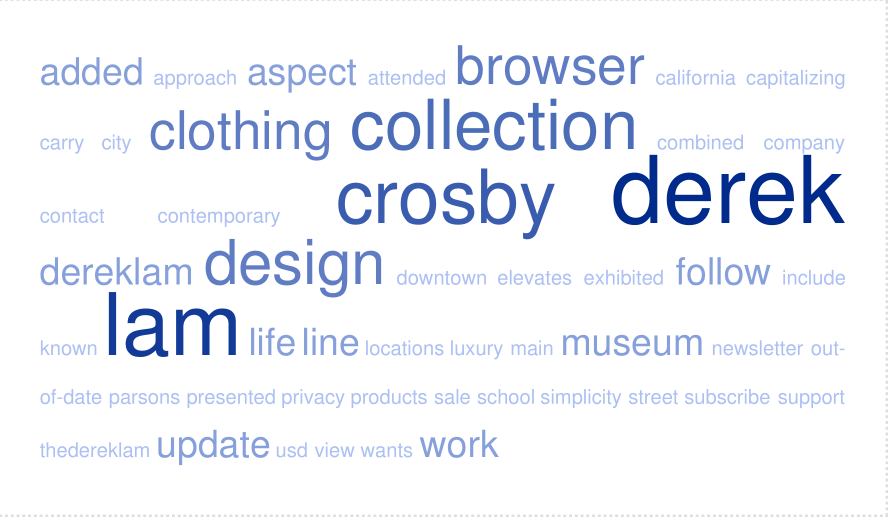 added approach aspect attended browser california capitalizing
carry city clothing collection combined company
contact contemporary crosby derek
dereklam design downtown elevates exhibited follow include
known lam life line locations luxury main museum newsletter out-
of-date parsons presented privacy products sale school simplicity street subscribe support
thedereklam update usd view wants work